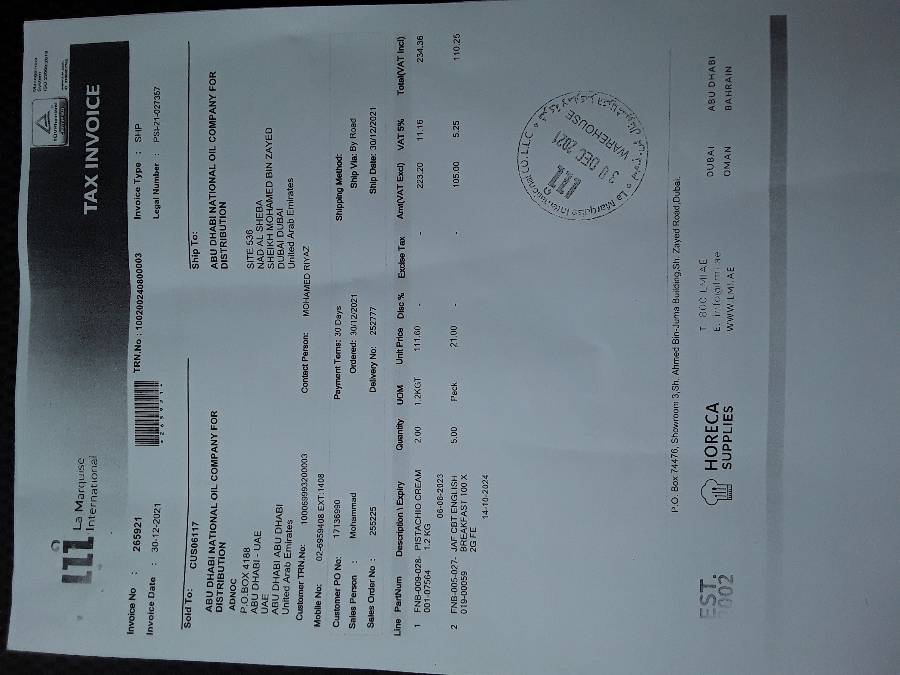 La Marquise
International
TAX INVOICE
Invoice No : 265921
TRN.No : 100200240800003
Invoice Type : SHP
Invoice Date : 30-12-2021
Legal Number : PSI-21-027357
Sold To: CUS06117
ABU DHABI NATIONAL OIL COMPANY FOR
DISTRIBUTION
ADNOC
P.O.BOX 4188
ABU DHABI - UAE
UAE
ABU DHABI ABU DHABI
United Arab Emirates
Customer TRN.No: 100069993200003
Mobile No: 02-6959408 EXT:1408
Contact Person: MOHAMED RIYAZ
Ship To:
ABU DHABI NATIONAL OIL COMPANY FOR
DISTRIBUTION
SITE 536
NAD AL SHEBA
SHEIKH MOHAMED BIN ZAYED
DUBAI DUBAI
United Arab Emirates
Customer PO No: 17136990 Payment Terms: 30 Days Shipping Method:
Sales Person : Mohammad Ordered: 30/12/2021 Ship Via: By Road
Sales Order No : 255225 Delivery No: 252777 Ship Date: 30/12/2021
Line PartNum Description \ Expiry Quantity UOM Unit Price Disc % Excise Tax Amt(VAT Excl) VAT 5% Total(VAT Incl)
1 FNB-009-028- PISTACHIO CREAM 2.00 1.2KGT 111.60 - - 223.20 11.16 234.36
001-07564 1.2 KG
06-08-2023
2 FNB-005-027- JAF CBT ENGLISH 5.00 Pack 21.00 - - 105.00 5.25 110.25
019-00059 BREAKFAST 100 X
2G FE
14-10-2024
La Marquise International CO. L.L.C
30 DEC 2021
WAREHOUSE
P.O. Box 74476, Showroom 3,Sh. Ahmed Bin-Juma Building,Sh. Zayed Road,Dubai.
EST.
2002
HORECA
SUPPLIES
T 800 LMI AE
WWW.LMI.AE
DUBAI ABU DHABI
OMAN BAHRAIN